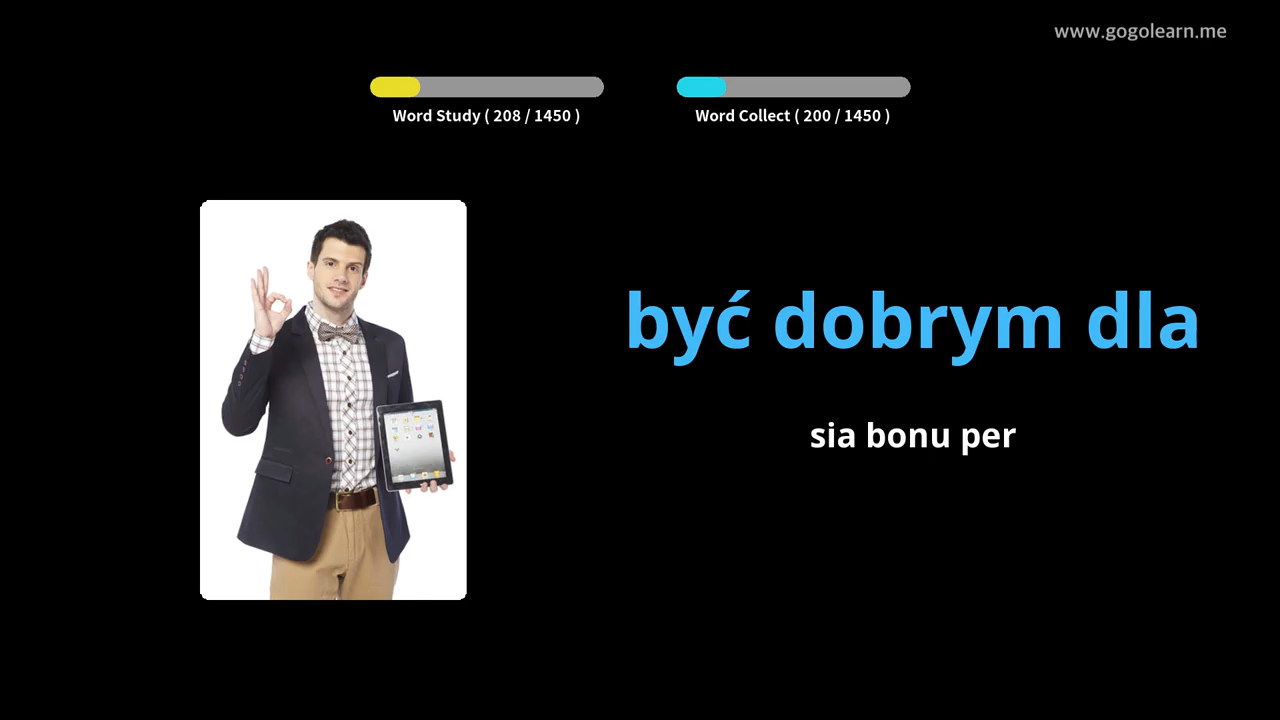 www.gogolearn.me
Word Study ( 208 / 1450 )
Word Collect ( 200 / 1450 )
być dobrym dla
sia bonu per